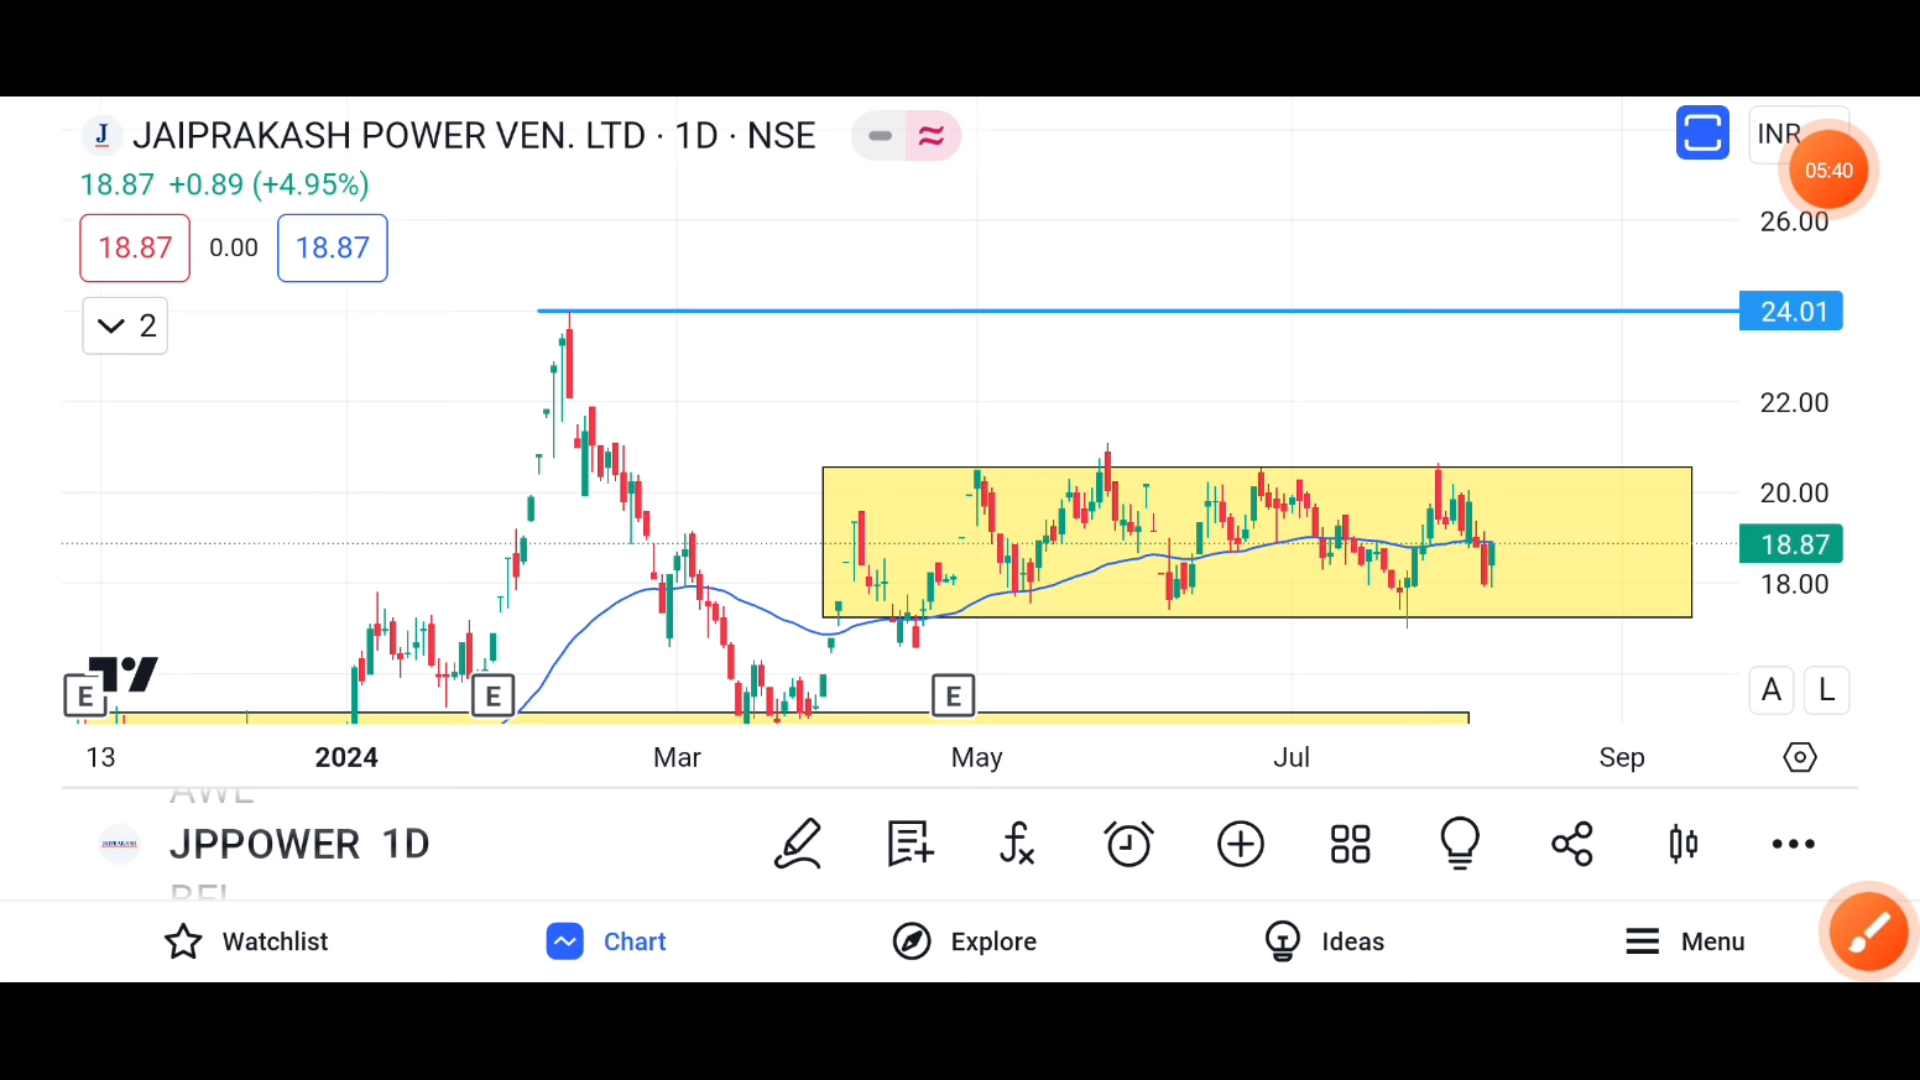 J JAIPRAKASH POWER VEN. LTD · 1D · NSE
INR
05:40
18.87 +0.89 (+4.95%)
18.87 0.00 18.87
2
26.00
24.01
22.00
20.00
18.87
18.00
E E E
A L
13 2024 Mar May Jul Sep
JPPOWER 1D
Watchlist Chart Explore Ideas Menu